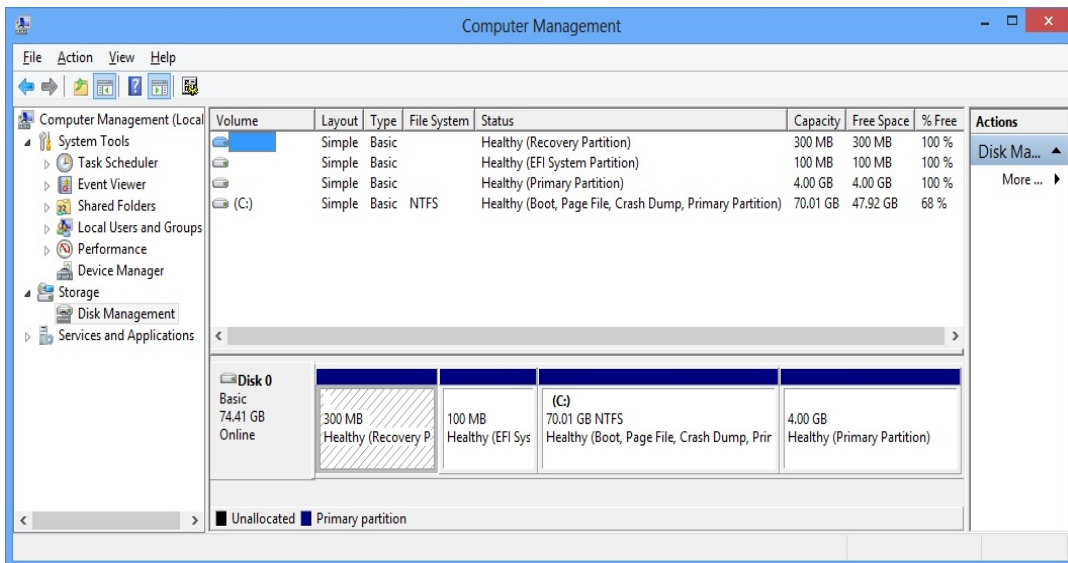 Computer Management
File Action View Help
Computer Management (Local
System Tools
Task Scheduler
Event Viewer
Shared Folders
Local Users and Groups
Performance
Device Manager
Storage
Disk Management
Services and Applications
Volume Layout Type File System Status Capacity Free Space % Free
Simple Basic Healthy (Recovery Partition) 300 MB 300 MB 100 %
Simple Basic Healthy (EFI System Partition) 100 MB 100 MB 100 %
Simple Basic Healthy (Primary Partition) 4.00 GB 4.00 GB 100 %
(C:) Simple Basic NTFS Healthy (Boot, Page File, Crash Dump, Primary Partition) 70.01 GB 47.92 GB 68 %
Actions
Disk Ma...
More ...
Disk 0
Basic
74.41 GB
Online
300 MB
Healthy (Recovery P
100 MB
Healthy (EFI Sys
(C:)
70.01 GB NTFS
Healthy (Boot, Page File, Crash Dump, Prir
4.00 GB
Healthy (Primary Partition)
Unallocated Primary partition